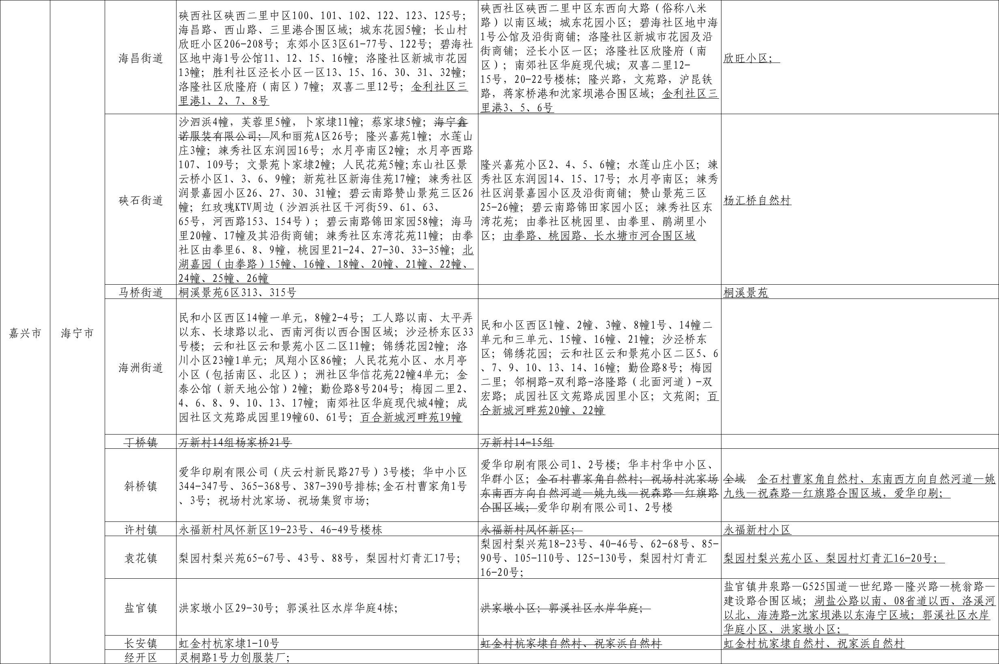 嘉兴市
海宁市
海昌街道
硖西社区硖西二里中区100、101、102、122、123、125号；
海昌路、西山路、三里港合围区域；城东花园5幢；长山村
欣旺小区206-208号；东郊小区3区61-77号、122号；碧海社
区地中海1号公馆11、12、15、16幢；洛隆社区新城市花园
13幢；胜利社区泾长小区一区13、15、16、30、31、32幢；
洛隆社区欣隆府（南区）7幢；双喜二里12号；金利社区三
里港1、2、7、8号
硖西社区硖西二里中区东西向大路（俗称八米
路）以南区域；城东花园小区；碧海社区地中海
1号公馆及沿街商铺；洛隆社区新城市花园及沿
街商铺；泾长小区一区；洛隆社区欣隆府（南
区）；南郊社区华庭现代城；双喜二里12-
15号，20-22号楼栋；隆兴路，文苑路，沪昆铁
路，蒋家桥港和沈家坝港合围区域；金利社区三
里港3、5、6号
欣旺小区；
硖石街道
沙泗浜4幢，芙蓉里5幢，卜家埭11幢；蔡家埭5幢；海宁鑫
诺服装有限公司；风和丽苑A区26号；隆兴嘉苑1幢；水莲山
庄3幢；竦秀社区东润园16号；水月亭南区2幢；水月亭西路
107、109号；文景苑卜家埭2幢；人民花苑5幢;东山社区景
云桥小区1、3、6、9幢；新苑社区新海佳苑17幢；竦秀社区
润景嘉园小区26、27、30、31幢；碧云南路赞山景苑三区26
幢；红玫瑰KTV周边（沙泗浜社区干河街59、61、63、
65号，河西路153、154号）；碧云南路锦田家园58幢；海马
里20幢、17幢及其沿街商铺；竦秀社区东湾花苑11幢；由拳
社区由拳里6、8、9幢，桃园里21-24、27-30、33-35幢；北
湖嘉园（由拳路）15幢、16幢、18幢、20幢、21幢、22幢、
24幢、25幢、26幢
隆兴嘉苑小区2、4、5、6幢；水莲山庄小区；竦
秀社区东润园14、15、17号；水月亭南区；竦秀
社区润景嘉园小区及沿街商铺；赞山景苑三区
25-26幢；碧云南路锦田家园小区；竦秀社区东
湾花苑；由拳社区桃园里、由拳里、鹃湖里小
区；由拳路、桃园路、长水塘市河合围区域
杨汇桥自然村
马桥街道
桐溪景苑6区313、315号
桐溪景苑
海洲街道
民和小区西区14幢一单元，8幢2-4号；工人路以南、太平弄
以东、长埭路以北、西南河街以西合围区域；沙泾桥东区33
号楼；云和社区云和景苑小区二区11幢；锦绣花园2幢；洛
川小区23幢1单元；凤翔小区86幢；人民花苑小区、水月亭
小区（包括南区、北区）；洲社区华信花苑22幢4单元；金
泰公馆（新天地公馆）2幢；勤俭路8号204号；梅园二里2、
4、6、8、9、10、13、17幢；南郊社区华庭现代城4幢；成
园社区文苑路成园里19幢60、61号；百合新城河畔苑19幢
民和小区西区1幢、2幢、3幢、8幢1号、14幢二
单元和三单元、15幢、16幢、21幢；沙泾桥东
区；锦绣花园；云和社区云和景苑小区二区5、6
、7、9、10、13、14、16幢；勤俭路8号；梅园
二里；邻桐路-双利路-洛隆路（北面河道）-双
宏路；成园社区文苑路成园里小区；文苑阁；百
合新城河畔苑20幢、22幢
丁桥镇
万新村14组杨家桥21号
万新村14-15组
斜桥镇
爱华印刷有限公司（庆云村新民路27号）3号楼；华中小区
344-347号、365-368号、387-390号排栋;金石村曹家角1号
、3号；祝场村沈家场、祝场集贸市场；
爱华印刷有限公司1、2号楼；华丰村华中小区、
华群小区；金石村曹家角自然村；祝场村沈家场
东南西方向自然河道—姚九线—祝森路—红旗路
合围区域；爱华印刷有限公司1、2号楼
全域 金石村曹家角自然村、东南西方向自然河道—姚
九线—祝森路—红旗路合围区域，爱华印刷；
许村镇
永福新村凤怀新区19-23号、46-49号楼栋
永福新村凤怀新区；
永福新村小区
袁花镇
梨园村梨兴苑65-67号、43号、88号，梨园村灯青汇17号；
梨园村梨兴苑18-23号、40-46号、62-68号、85-
90号、105-110号、125-130号，梨园村灯青汇
16-20号；
梨园村梨兴苑小区、梨园村灯青汇16-20号；
盐官镇
洪家墩小区29-30号；郭溪社区水岸华庭4栋；
洪家墩小区；郭溪社区水岸华庭；
盐官镇井泉路—G525国道—世纪路—隆兴路—桃翁路—
建设路合围区域；湖盐公路以南、08省道以西、洛溪河
以北、海涛路-沈家坝港以东海宁区域；郭溪社区水岸
华庭小区、洪家墩小区；
长安镇
虹金村杭家埭1-10号
虹金村杭家埭自然村、祝家浜自然村
虹金村杭家埭自然村、祝家浜自然村
经开区
灵桐路1号力创服装厂；